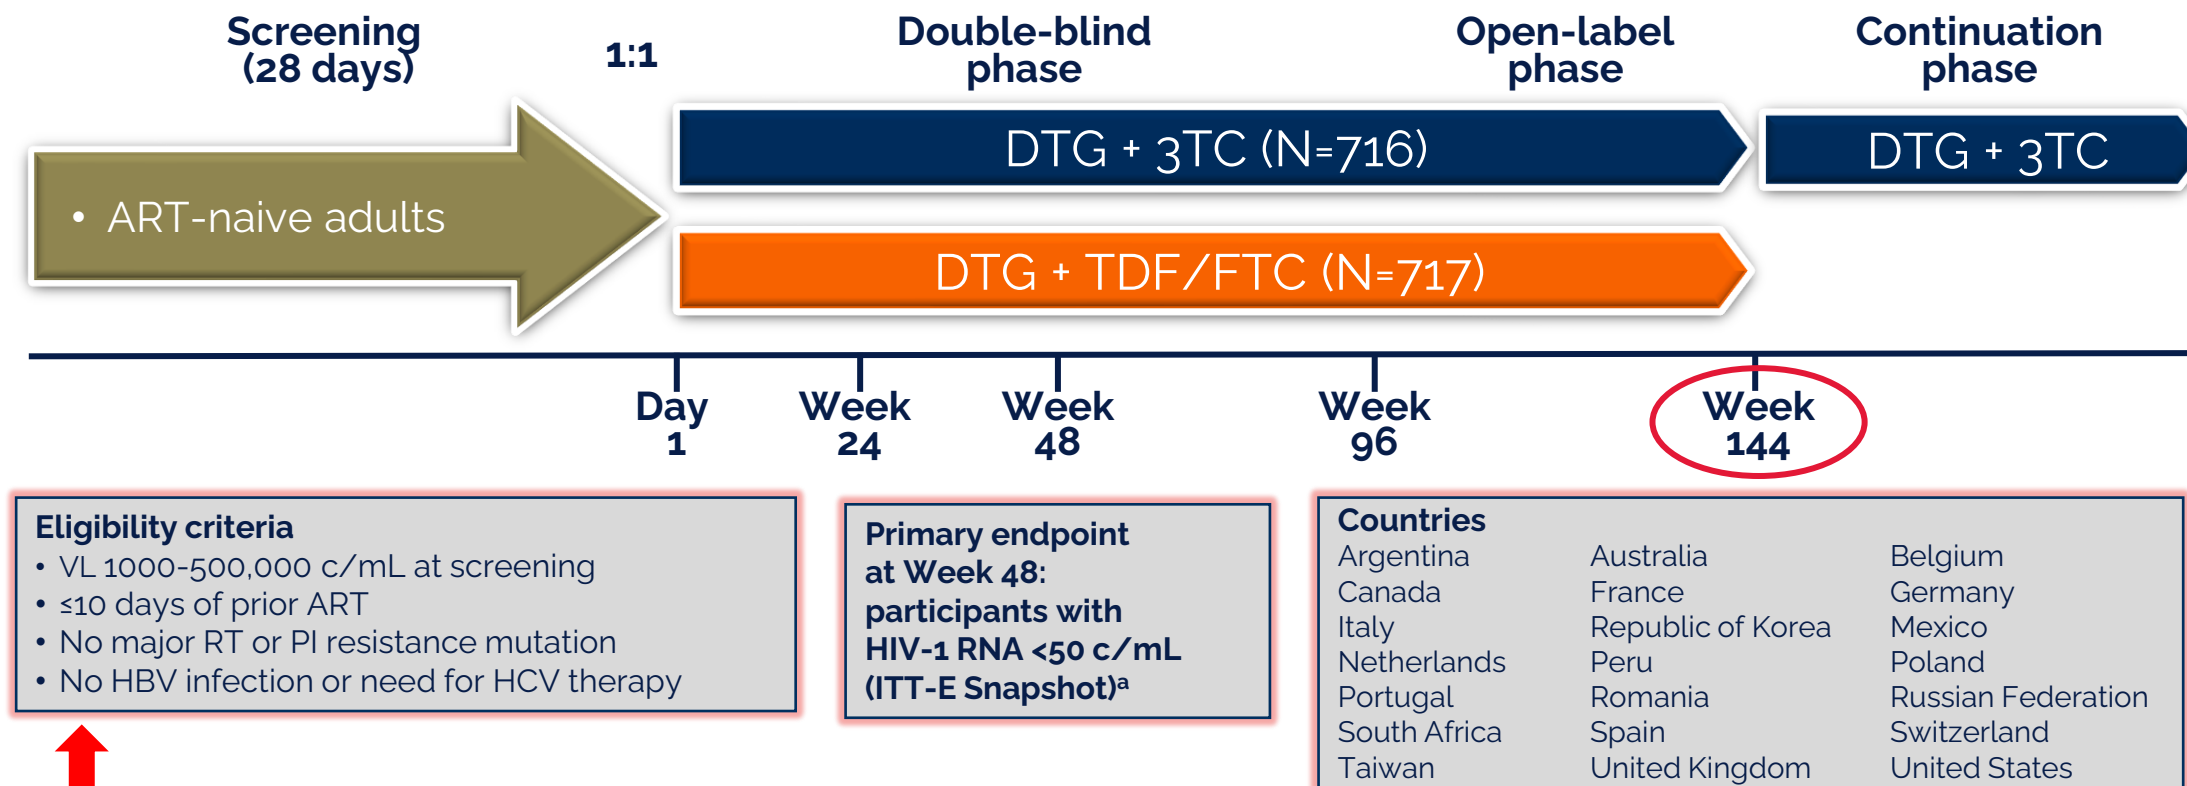 Screening
(28 days)
1:1
Double-blind
phase
Open-label
phase
Continuation
phase
• ART-naive adults
DTG + 3TC (N=716)
DTG + 3TC
DTG + TDF/FTC (N=717)
Day
1
Week
24
Week
48
Week
96
Week
144
Eligibility criteria
• VL 1000-500,000 c/mL at screening
• ≤10 days of prior ART
• No major RT or PI resistance mutation
• No HBV infection or need for HCV therapy
Primary endpoint
at Week 48:
participants with
HIV-1 RNA <50 c/mL
(ITT-E Snapshot)ᵃ
Countries
Argentina Australia Belgium
Canada France Germany
Italy Republic of Korea Mexico
Netherlands Peru Poland
Portugal Romania Russian Federation
South Africa Spain Switzerland
Taiwan United Kingdom United States